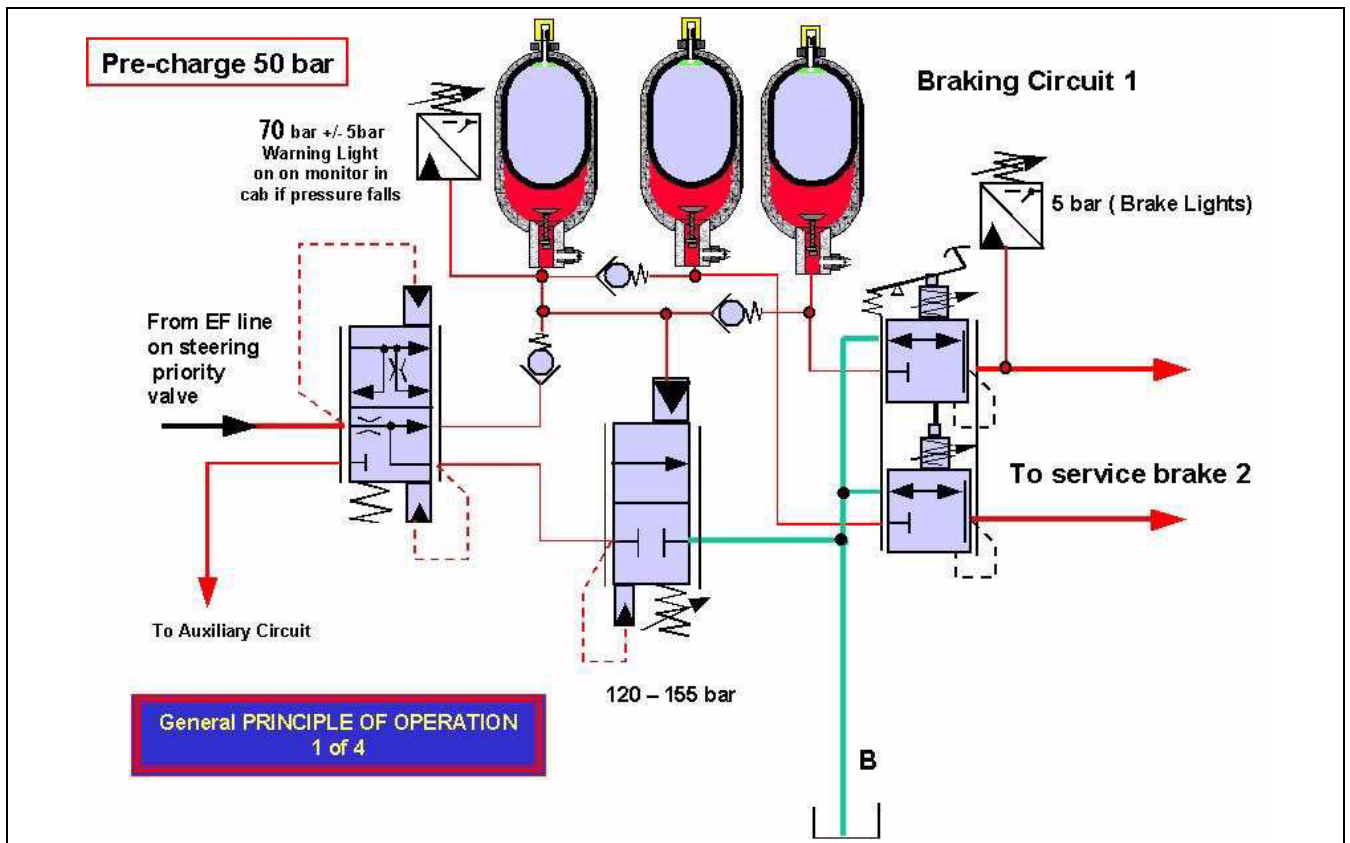 Pre-charge 50 bar
Braking Circuit 1
70 bar +/- 5bar
Warning Light
on on monitor in
cab if pressure falls
5 bar ( Brake Lights)
From EF line
on steering
priority
valve
To service brake 2
To Auxiliary Circuit
120 – 155 bar
General PRINCIPLE OF OPERATION
1 of 4
B